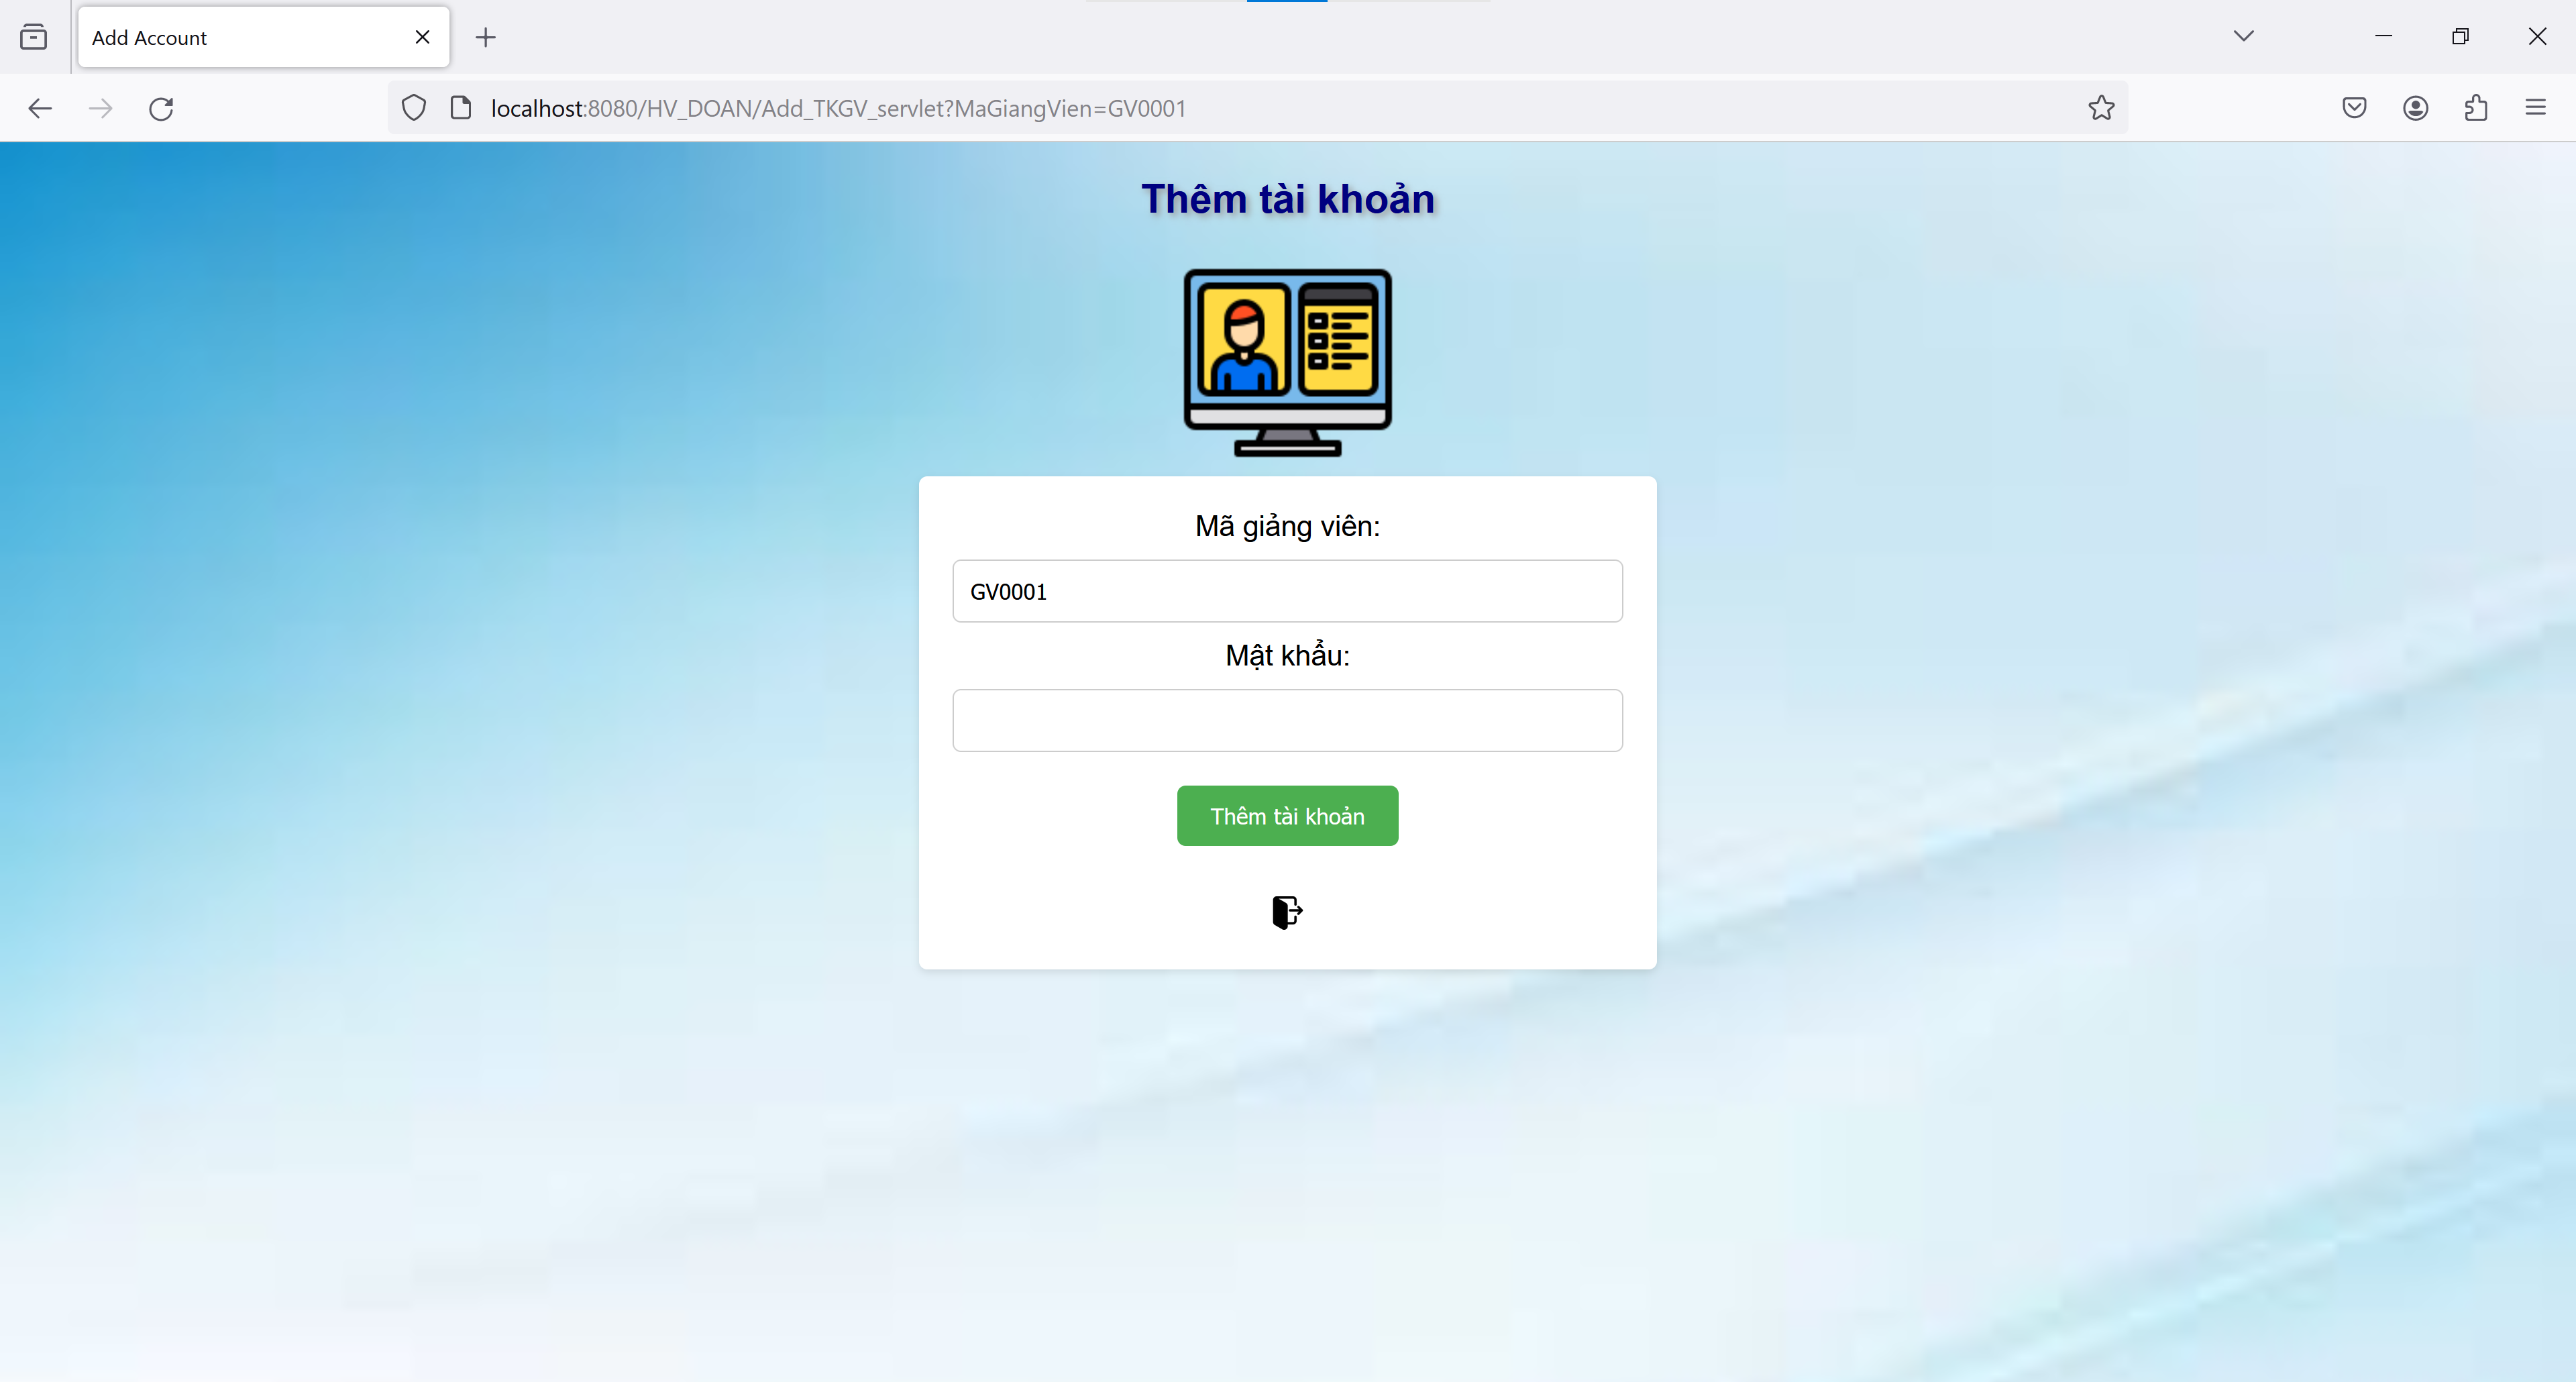 Add Account
localhost:8080/HV_DOAN/Add_TKGV_servlet?MaGiangVien=GV0001
Thêm tài khoản
Mã giảng viên:
GV0001
Mật khẩu:
Thêm tài khoản